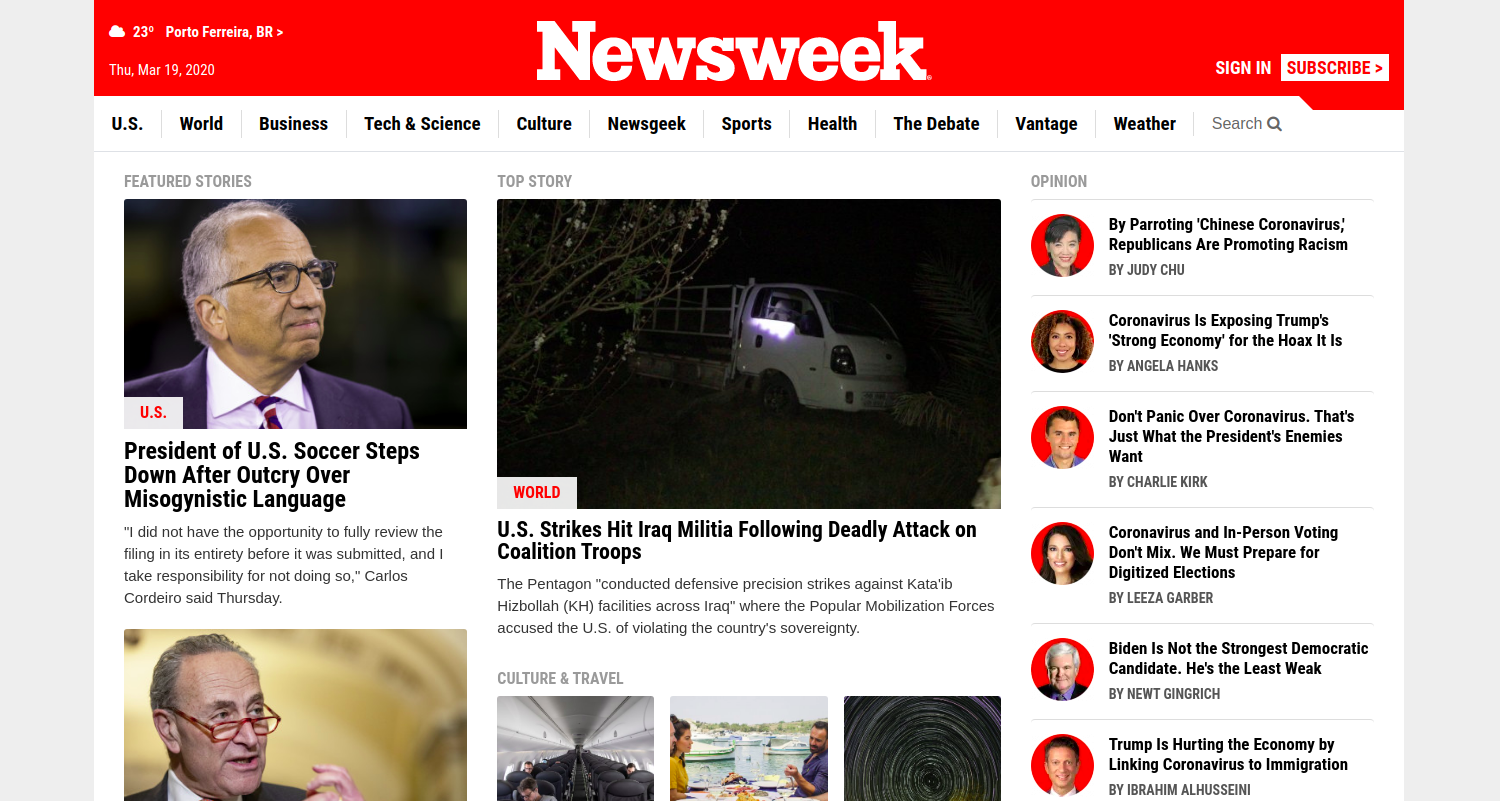 23º Porto Ferreira, BR >
Thu, Mar 19, 2020
Newsweek
SIGN IN SUBSCRIBE >
U.S. World Business Tech & Science Culture Newsgeek Sports Health The Debate Vantage Weather Search
FEATURED STORIES
U.S.
President of U.S. Soccer Steps
Down After Outcry Over
Misogynistic Language
"I did not have the opportunity to fully review the
filing in its entirety before it was submitted, and I
take responsibility for not doing so," Carlos
Cordeiro said Thursday.
TOP STORY
WORLD
U.S. Strikes Hit Iraq Militia Following Deadly Attack on
Coalition Troops
The Pentagon "conducted defensive precision strikes against Kata'ib
Hizbollah (KH) facilities across Iraq" where the Popular Mobilization Forces
accused the U.S. of violating the country's sovereignty.
CULTURE & TRAVEL
OPINION
By Parroting 'Chinese Coronavirus,'
Republicans Are Promoting Racism
BY JUDY CHU
Coronavirus Is Exposing Trump's
'Strong Economy' for the Hoax It Is
BY ANGELA HANKS
Don't Panic Over Coronavirus. That's
Just What the President's Enemies
Want
BY CHARLIE KIRK
Coronavirus and In-Person Voting
Don't Mix. We Must Prepare for
Digitized Elections
BY LEEZA GARBER
Biden Is Not the Strongest Democratic
Candidate. He's the Least Weak
BY NEWT GINGRICH
Trump Is Hurting the Economy by
Linking Coronavirus to Immigration
BY IBRAHIM ALHUSSEINI